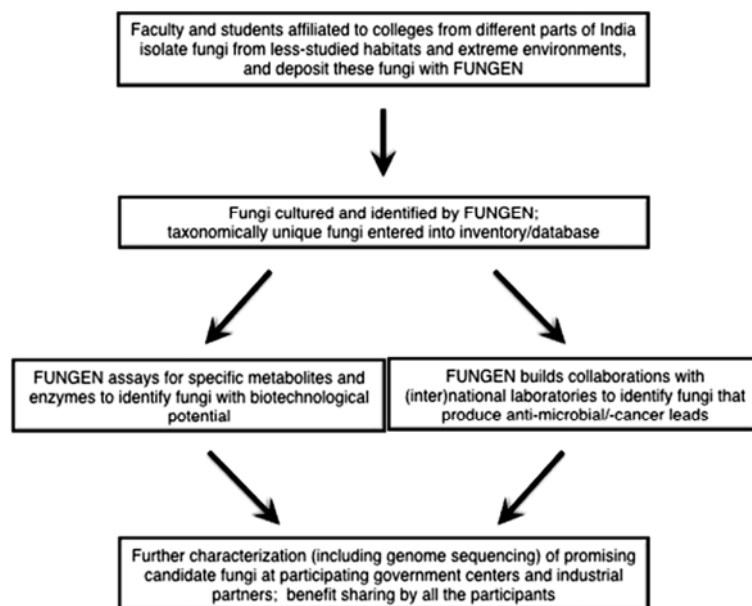 Faculty and students affiliated to colleges from different parts of India
isolate fungi from less-studied habitats and extreme environments,
and deposit these fungi with FUNGEN
Fungi cultured and identified by FUNGEN;
taxonomically unique fungi entered into inventory/database
FUNGEN assays for specific metabolites and
enzymes to identify fungi with biotechnological
potential
FUNGEN builds collaborations with
(inter)national laboratories to identify fungi that
produce anti-microbial/-cancer leads
Further characterization (including genome sequencing) of promising
candidate fungi at participating government centers and industrial
partners; benefit sharing by all the participants